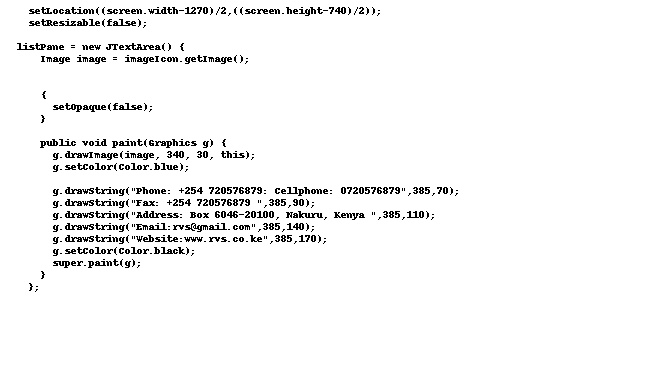 setLocation((screen.width-1270)/2,((screen.height-740)/2));
setResizable(false);
listPane = new JTextArea() {
Image image = imageIcon.getImage();
{
setOpaque(false);
}
public void paint(Graphics g) {
g.drawImage(image, 340, 30, this);
g.setColor(Color.blue);
g.drawString("Phone: +254 720576879: Cellphone: 0720576879",385,70);
g.drawString("Fax: +254 720576879 ",385,90);
g.drawString("Address: Box 6046-20100, Nakuru, Kenya ",385,110);
g.drawString("Email:rvs@gmail.com",385,140);
g.drawString("Website:www.rvs.co.ke",385,170);
g.setColor(Color.black);
super.paint(g);
}
};